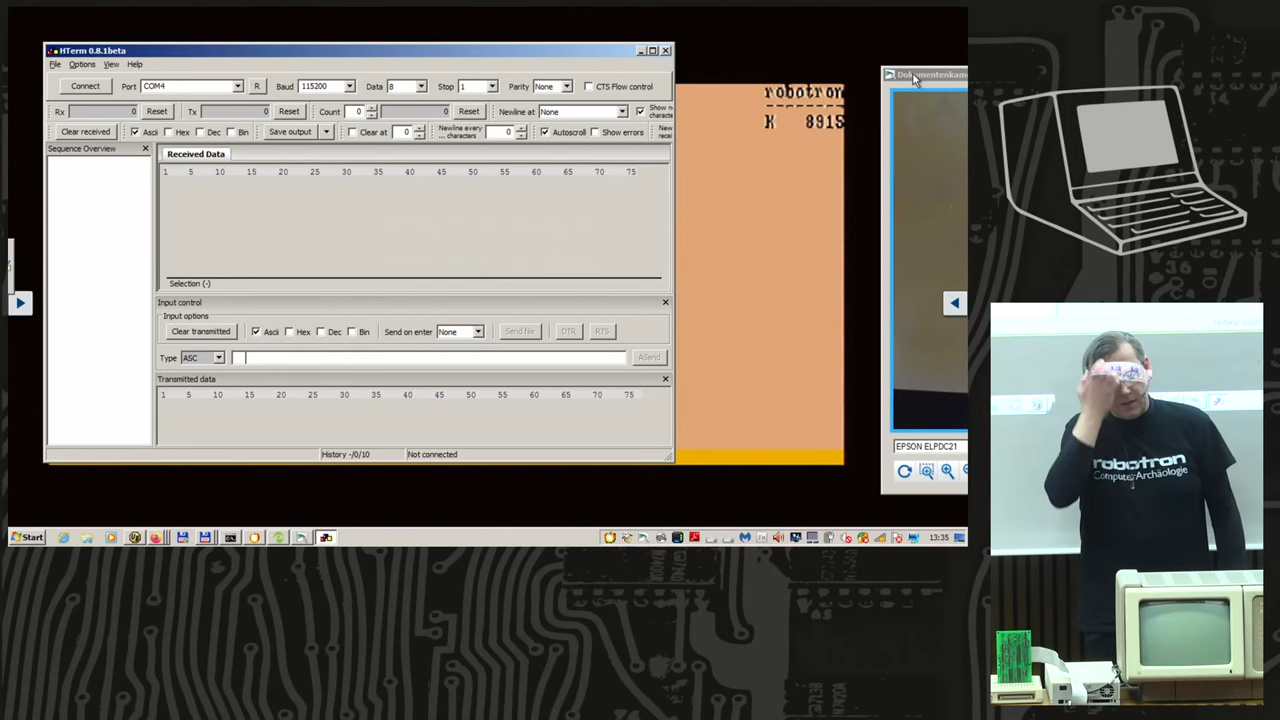 HTerm 0.8.1beta
File Options View Help
Connect Port COM4 R Baud 115200 Data 8 Stop 1 Parity None CTS Flow control
Rx 0 Reset Tx 0 Reset Count 0 0 Reset Newline at None Show n
characte
Clear received Ascii Hex Dec Bin Save output Clear at 0 Newline every
... characters 0 Autoscroll Show errors New
recei
Sequence Overview
Received Data
1 5 10 15 20 25 30 35 40 45 50 55 60 65 70 75
Selection (-)
Input control
Input options
Clear transmitted Ascii Hex Dec Bin Send on enter None Send file DTR RTS
Type ASC ASend
Transmitted data
1 5 10 15 20 25 30 35 40 45 50 55 60 65 70 75
History -/0/10 Not connected
robotron
K 8915
Dokumentenkame
EPSON ELPDC21
Start
13:35
robotron
ComputerArchäologie